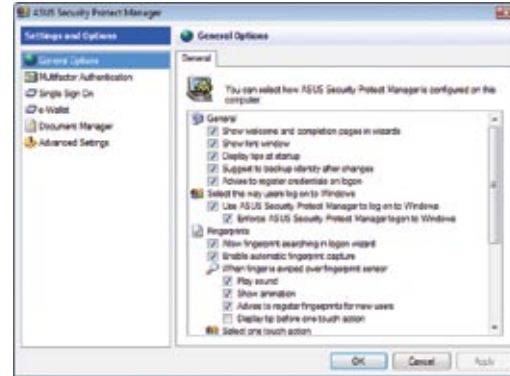 ASUS Security Protect Manager
Settings and Options
General Options
Multifactor Authentication
Single Sign On
e-Wallet
Document Manager
Advanced Settings
General Options
General
You can select how ASUS Security Protect Manager is configured on this
computer.
General
Show welcome and completion pages in wizards
Show hint window
Display tips at startup
Suggest to backup identity after changes
Advise to register credentials on logon
Select the way users log on to Windows
Use ASUS Security Protect Manager to log on to Windows
Enforce ASUS Security Protect Manager logon to Windows
Fingerprints
Allow fingerprint searching in logon wizard
Enable automatic fingerprint capture
When finger is swiped over fingerprint sensor
Play sound
Show animation
Advise to register fingerprints for new users
Display tip before one touch action
Select one touch action
OK
Cancel
Apply